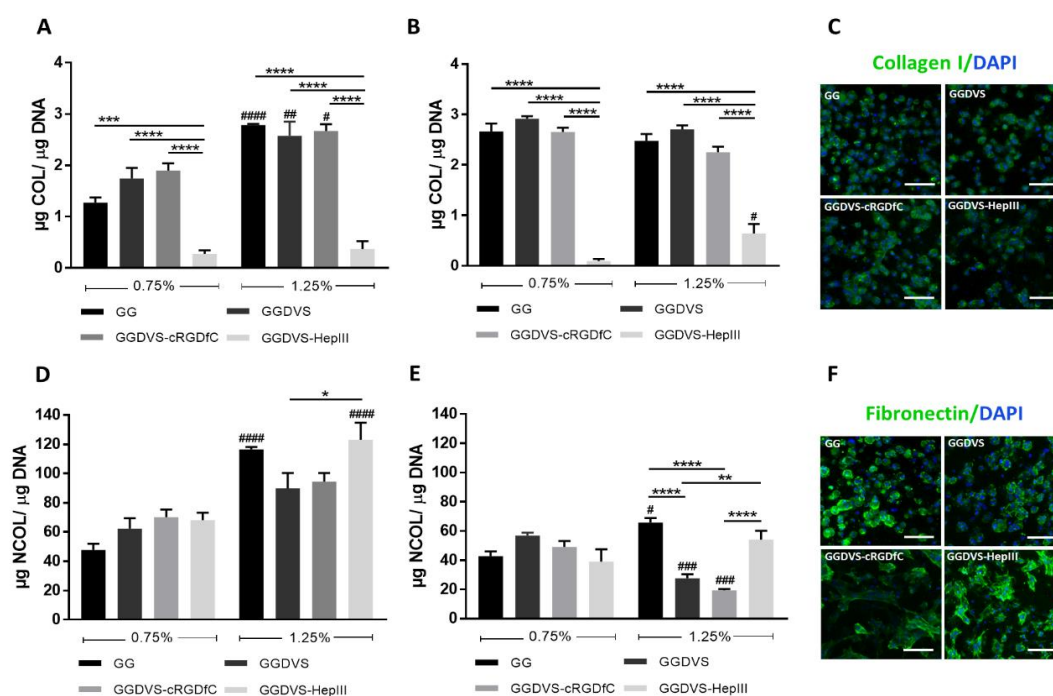 A
µg COL/ µg DNA
4
3
2
1
0
***
****
****
####
##
#
****
****
****
0.75%
1.25%
GG
GGDVS
GGDVS-cRGDfC
GGDVS-HepIII
B
µg COL/ µg DNA
4
3
2
1
0
****
****
****
****
****
****
#
0.75%
1.25%
GG
GGDVS
GGDVS-cRGDfC
GGDVS-HepIII
C
Collagen I/DAPI
GG
GGDVS
GGDVS-cRGDfC
GGDVS-HepIII
D
µg NCOL/ µg DNA
140
120
100
80
60
40
20
0
*
####
####
0.75%
1.25%
GG
GGDVS
GGDVS-cRGDfC
GGDVS-HepIII
E
µg NCOL/ µg DNA
140
120
100
80
60
40
20
0
****
****
**
****
#
###
###
0.75%
1.25%
GG
GGDVS
GGDVS-cRGDfC
GGDVS-HepIII
F
Fibronectin/DAPI
GG
GGDVS
GGDVS-cRGDfC
GGDVS-HepIII